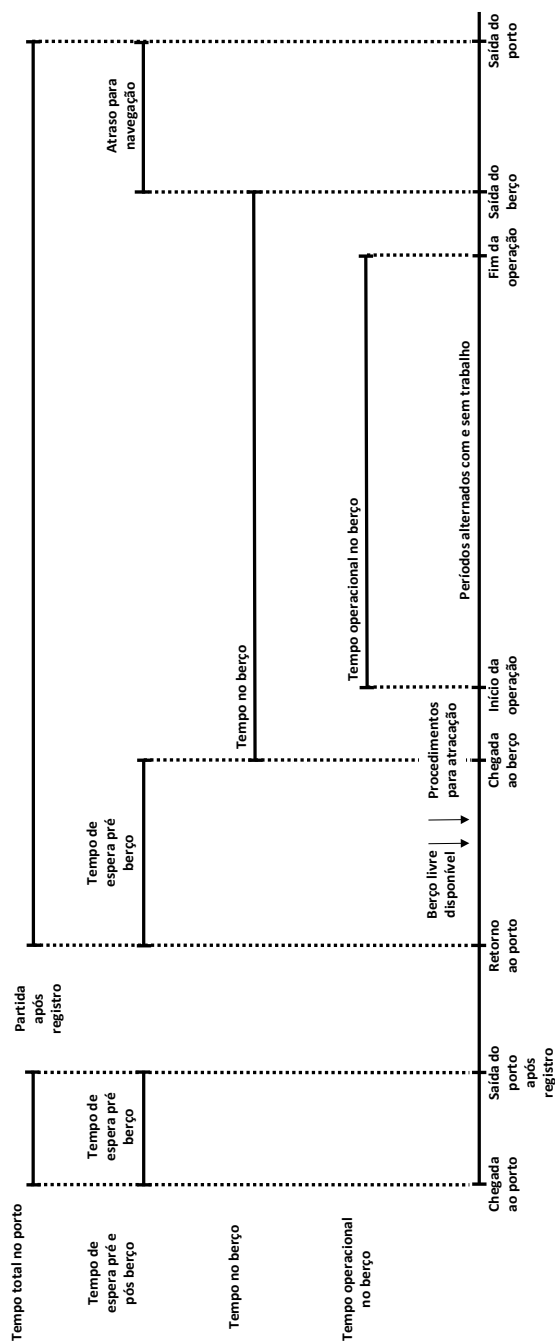 Tempo total no porto
Partida
após
registro
Tempo de
espera pré e
pós berço
Tempo de
espera pré
berço
Tempo de
espera pré
berço
Atraso para
navegação
Tempo no berço
Tempo no berço
Tempo operacional
no berço
Tempo operacional no berço
Berço livre
disponível
Procedimentos
para atracação
Períodos alternados com e sem trabalho
Chegada
ao porto
Saída do
porto
após
registro
Retorno
ao porto
Chegada
ao berço
Início da
operação
Fim da
operação
Saída do
berço
Saída do
porto